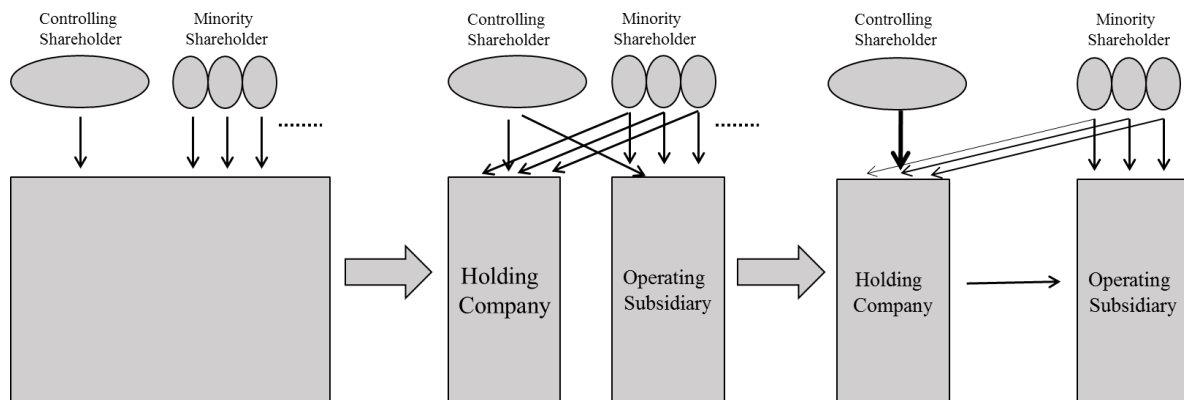 Controlling
Shareholder
Minority
Shareholder
Controlling
Shareholder
Minority
Shareholder
Controlling
Shareholder
Minority
Shareholder
Holding
Company
Operating
Subsidiary
Holding
Company
Operating
Subsidiary